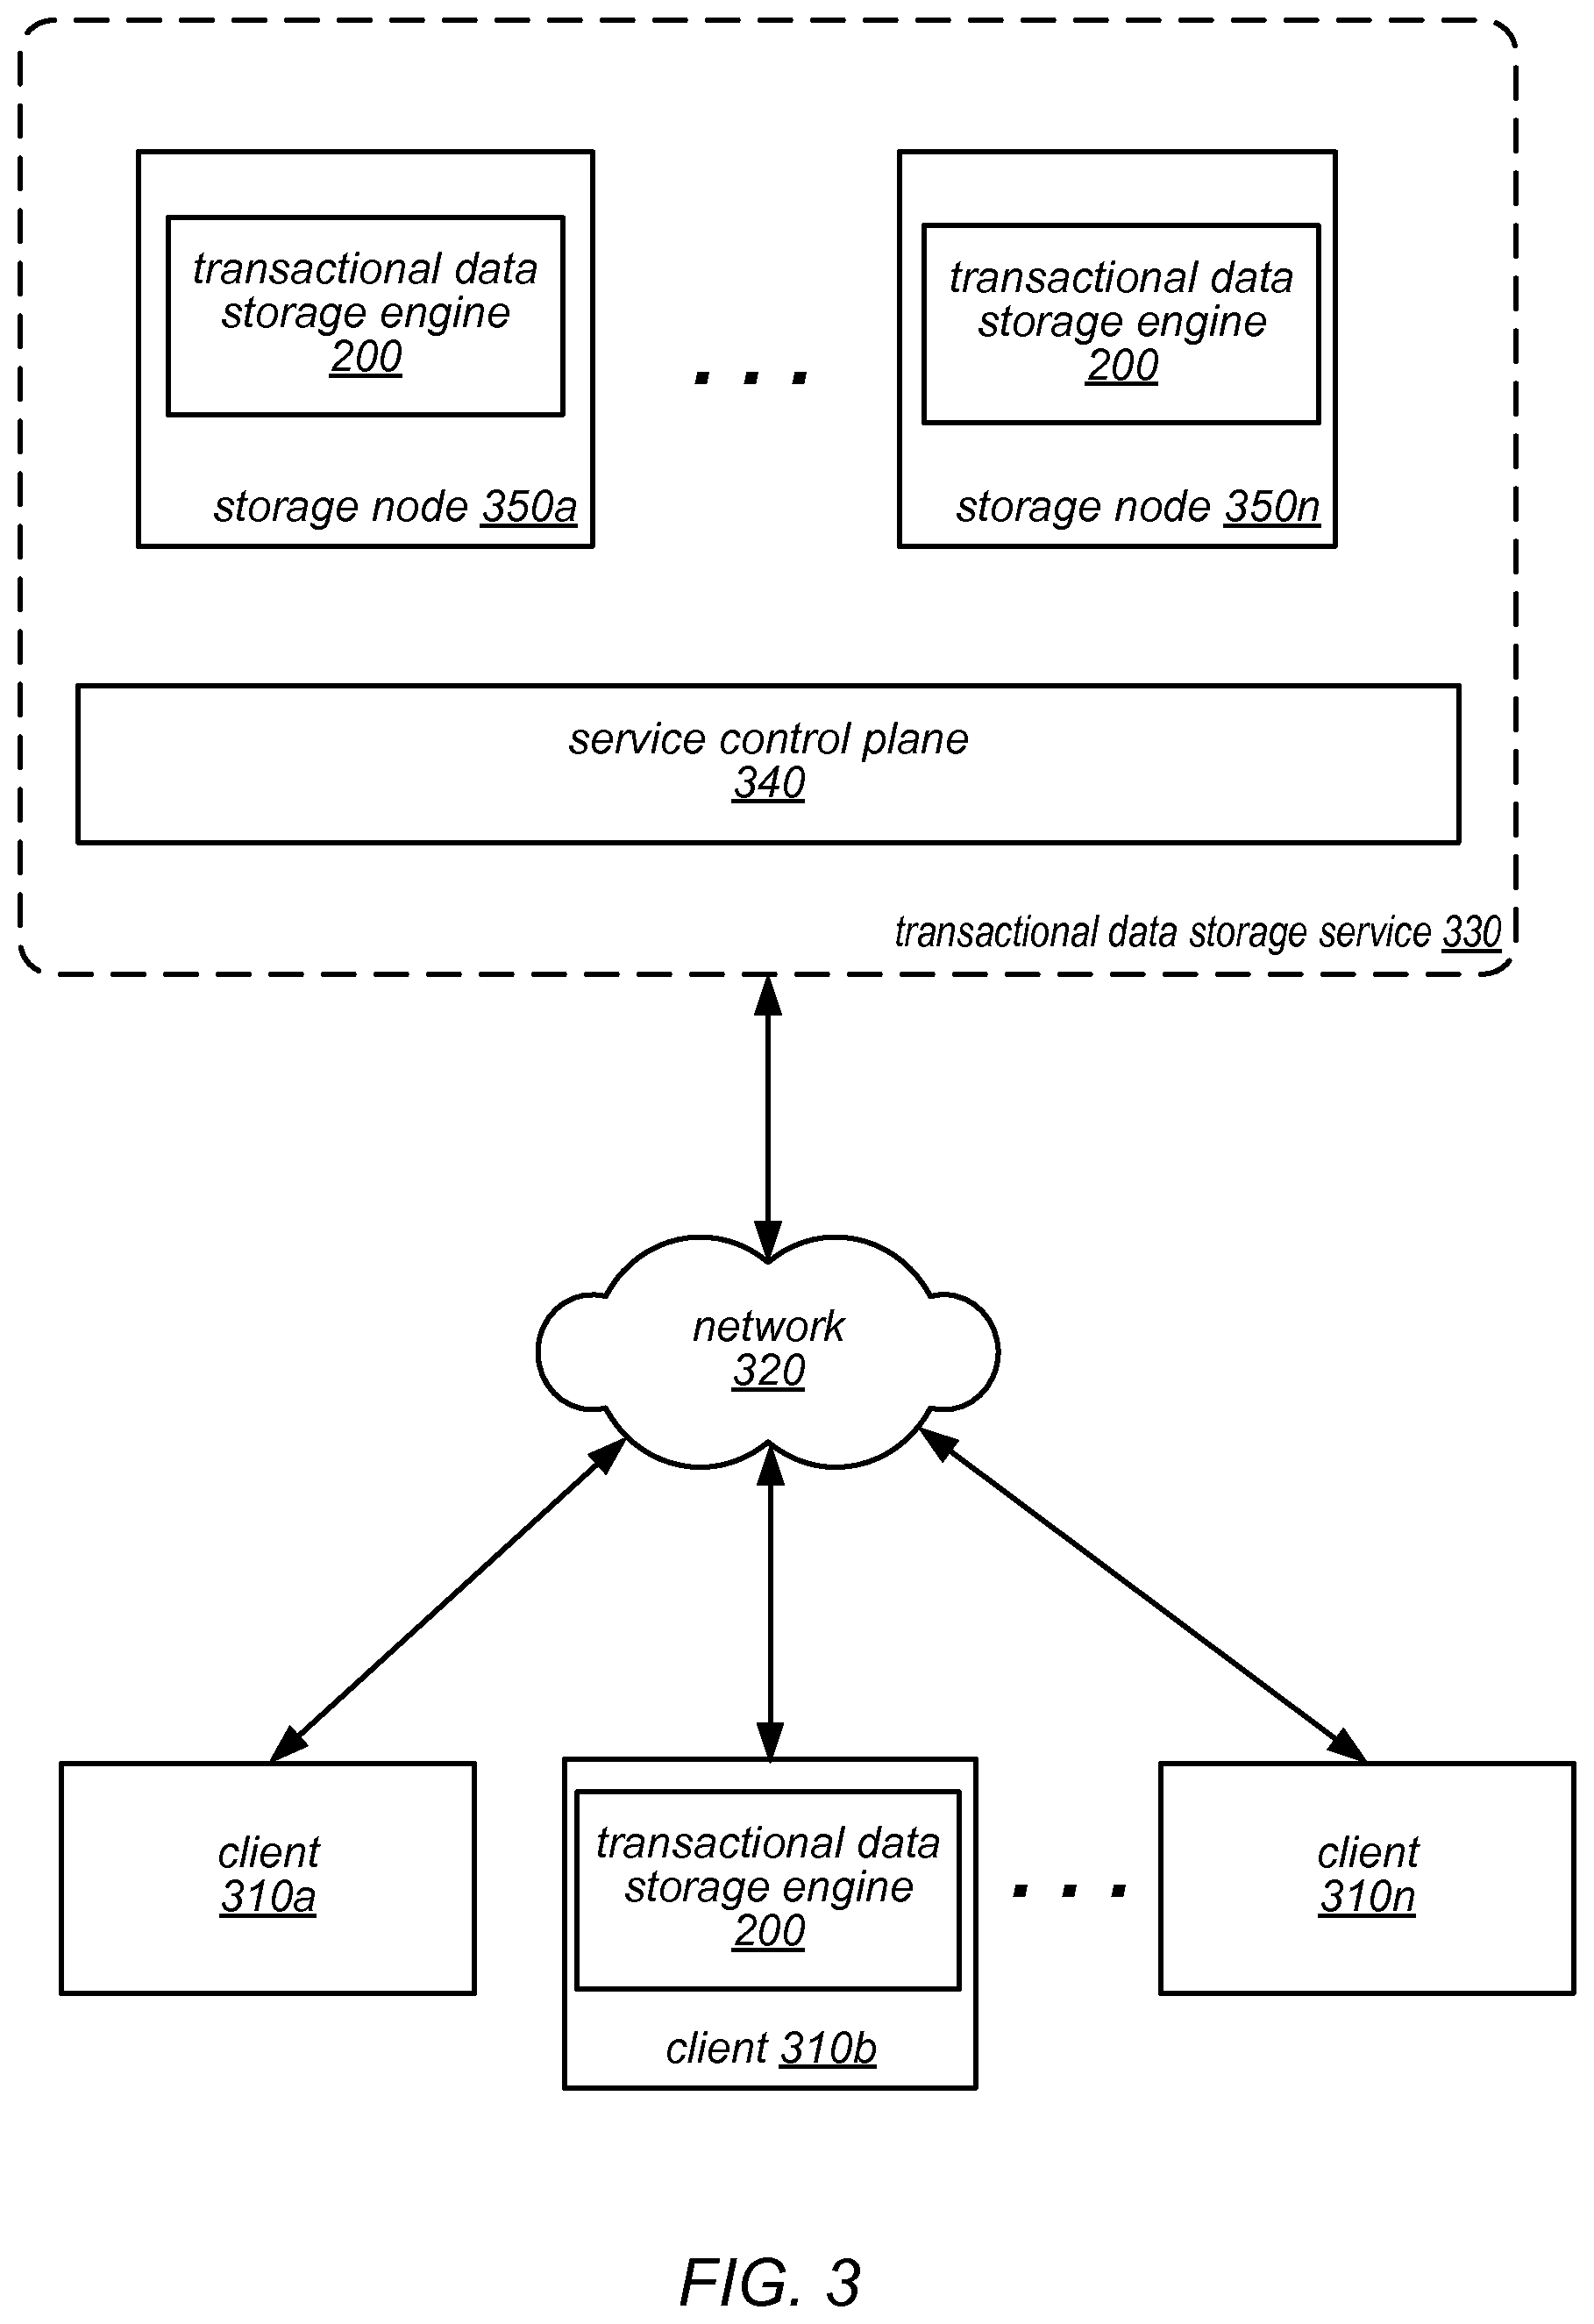 transactional data
storage engine
200
transactional data
storage engine
200
. . .
storage node 350a
storage node 350n
service control plane
340
transactional data storage service 330
network
320
client
310a
transactional data
storage engine
200
client 310b
. . .
client
310n
FIG. 3